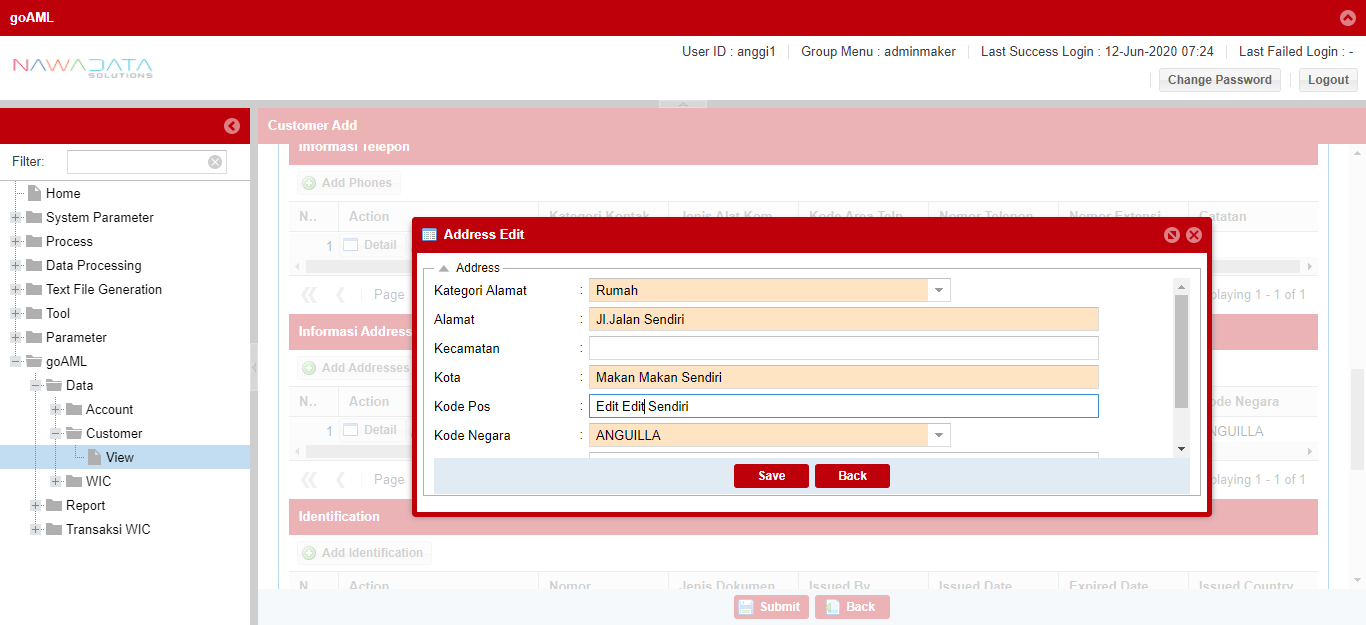 goAML
NAWADATA
SOLUTIONS
User ID : anggi1 Group Menu : adminmaker Last Success Login : 12-Jun-2020 07:24 Last Failed Login : -
Change Password Logout
Filter:
Home
System Parameter
Process
Data Processing
Text File Generation
Tool
Parameter
goAML
Data
Account
Customer
View
WIC
Report
Transaksi WIC
Customer Add
Informasi Telepon
Add Phones
N.. Action Kategori Kontak Jenis Alat Kom Kode Area Telp Nomor Telepon Nomor Extensi Catatan
1 Detail
Page playing 1 - 1 of 1
Informasi Address
Add Addresses
N.. Action ode Negara
1 Detail NGUILLA
Page playing 1 - 1 of 1
Identification
Add Identification
N Action Nomor Jenis Dokumen Issued By Issued Date Expired Date Issued Country
Submit Back
Address Edit
Address
Kategori Alamat : Rumah
Alamat : Jl.Jalan Sendiri
Kecamatan :
Kota : Makan Makan Sendiri
Kode Pos : Edit Edit Sendiri
Kode Negara : ANGUILLA
Save Back